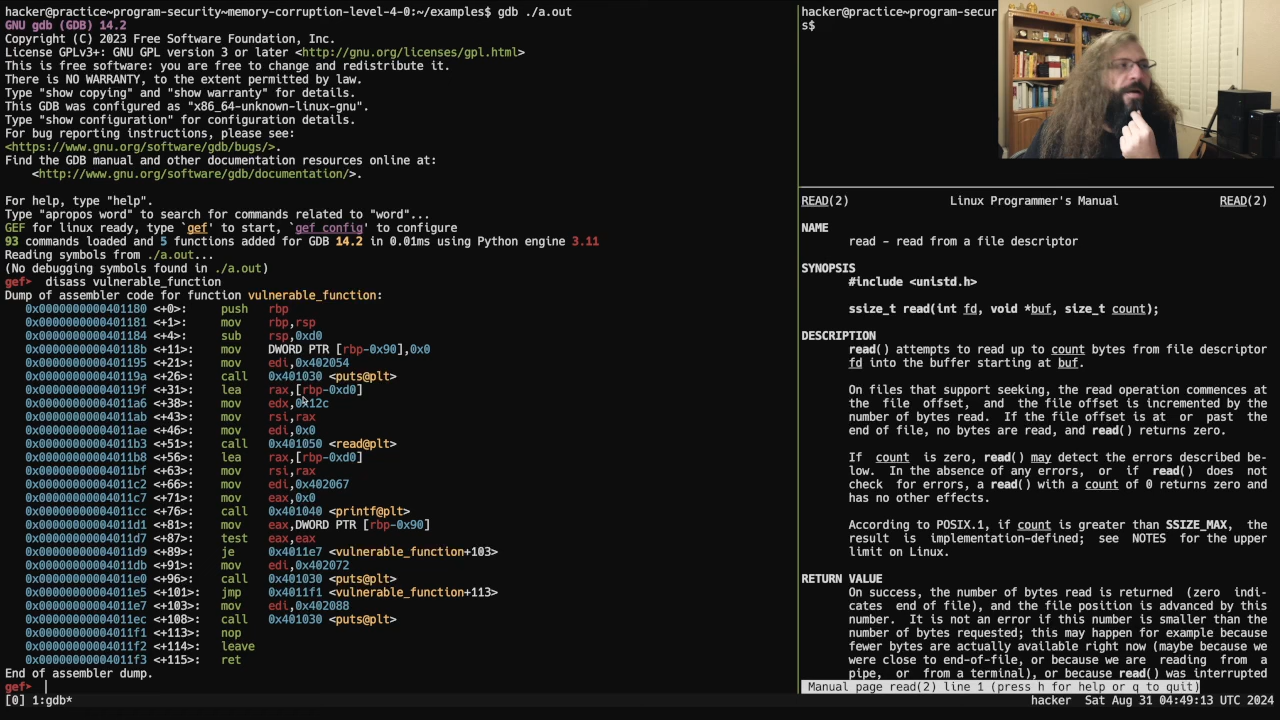 hacker@practice~program-security~memory-corruption-level-4-0:~/examples$ gdb ./a.out
GNU gdb (GDB) 14.2
Copyright (C) 2023 Free Software Foundation, Inc.
License GPLv3+: GNU GPL version 3 or later <http://gnu.org/licenses/gpl.html>
This is free software: you are free to change and redistribute it.
There is NO WARRANTY, to the extent permitted by law.
Type "show copying" and "show warranty" for details.
This GDB was configured as "x86_64-unknown-linux-gnu".
Type "show configuration" for configuration details.
For bug reporting instructions, please see:
<https://www.gnu.org/software/gdb/bugs/>.
Find the GDB manual and other documentation resources online at:
    <http://www.gnu.org/software/gdb/documentation/>.
For help, type "help".
Type "apropos word" to search for commands related to "word"...
GEF for linux ready, type `gef' to start, `gef config' to configure
93 commands loaded and 5 functions added for GDB 14.2 in 0.01ms using Python engine 3.11
Reading symbols from ./a.out...
(No debugging symbols found in ./a.out)
gef➤  disass vulnerable_function
Dump of assembler code for function vulnerable_function:
   0x0000000000401180 <+0>:     push   rbp
   0x0000000000401181 <+1>:     mov    rbp,rsp
   0x0000000000401184 <+4>:     sub    rsp,0xd0
   0x000000000040118b <+11>:    mov    DWORD PTR [rbp-0x90],0x0
   0x0000000000401195 <+21>:    mov    edi,0x402054
   0x000000000040119a <+26>:    call   0x401030 <puts@plt>
   0x000000000040119f <+31>:    lea    rax,[rbp-0xd0]
   0x00000000004011a6 <+38>:    mov    edx,0x12c
   0x00000000004011ab <+43>:    mov    rsi,rax
   0x00000000004011ae <+46>:    mov    edi,0x0
   0x00000000004011b3 <+51>:    call   0x401050 <read@plt>
   0x00000000004011b8 <+56>:    lea    rax,[rbp-0xd0]
   0x00000000004011bf <+63>:    mov    rsi,rax
   0x00000000004011c2 <+66>:    mov    edi,0x402067
   0x00000000004011c7 <+71>:    mov    eax,0x0
   0x00000000004011cc <+76>:    call   0x401040 <printf@plt>
   0x00000000004011d1 <+81>:    mov    eax,DWORD PTR [rbp-0x90]
   0x00000000004011d7 <+87>:    test   eax,eax
   0x00000000004011d9 <+89>:    je     0x4011e7 <vulnerable_function+103>
   0x00000000004011db <+91>:    mov    edi,0x402072
   0x00000000004011e0 <+96>:    call   0x401030 <puts@plt>
   0x00000000004011e5 <+101>:   jmp    0x4011f1 <vulnerable_function+113>
   0x00000000004011e7 <+103>:   mov    edi,0x402088
   0x00000000004011ec <+108>:   call   0x401030 <puts@plt>
   0x00000000004011f1 <+113>:   nop
   0x00000000004011f2 <+114>:   leave
   0x00000000004011f3 <+115>:   ret
End of assembler dump.
gef➤
hacker@practice~program-secur
s$
READ(2) Linux Programmer's Manual READ(2)
NAME
read - read from a file descriptor
SYNOPSIS
#include <unistd.h>
ssize_t read(int fd, void *buf, size_t count);
DESCRIPTION
read() attempts to read up to count bytes from file descriptor
fd into the buffer starting at buf.
On files that support seeking, the read operation commences at
the file offset, and the file offset is incremented by the
number of bytes read. If the file offset is at or past the
end of file, no bytes are read, and read() returns zero.
If count is zero, read() may detect the errors described be-
low. In the absence of any errors, or if read() does not
check for errors, a read() with a count of 0 returns zero and
has no other effects.
According to POSIX.1, if count is greater than SSIZE_MAX, the
result is implementation-defined; see NOTES for the upper
limit on Linux.
RETURN VALUE
On success, the number of bytes read is returned (zero indi-
cates end of file), and the file position is advanced by this
number. It is not an error if this number is smaller than the
number of bytes requested; this may happen for example because
fewer bytes are actually available right now (maybe because we
were close to end-of-file, or because we are reading from a
pipe, or from a terminal), or because read() was interrupted
Manual page read(2) line 1 (press h for help or q to quit)
[0] 1:gdb* hacker Sat Aug 31 04:49:13 UTC 2024